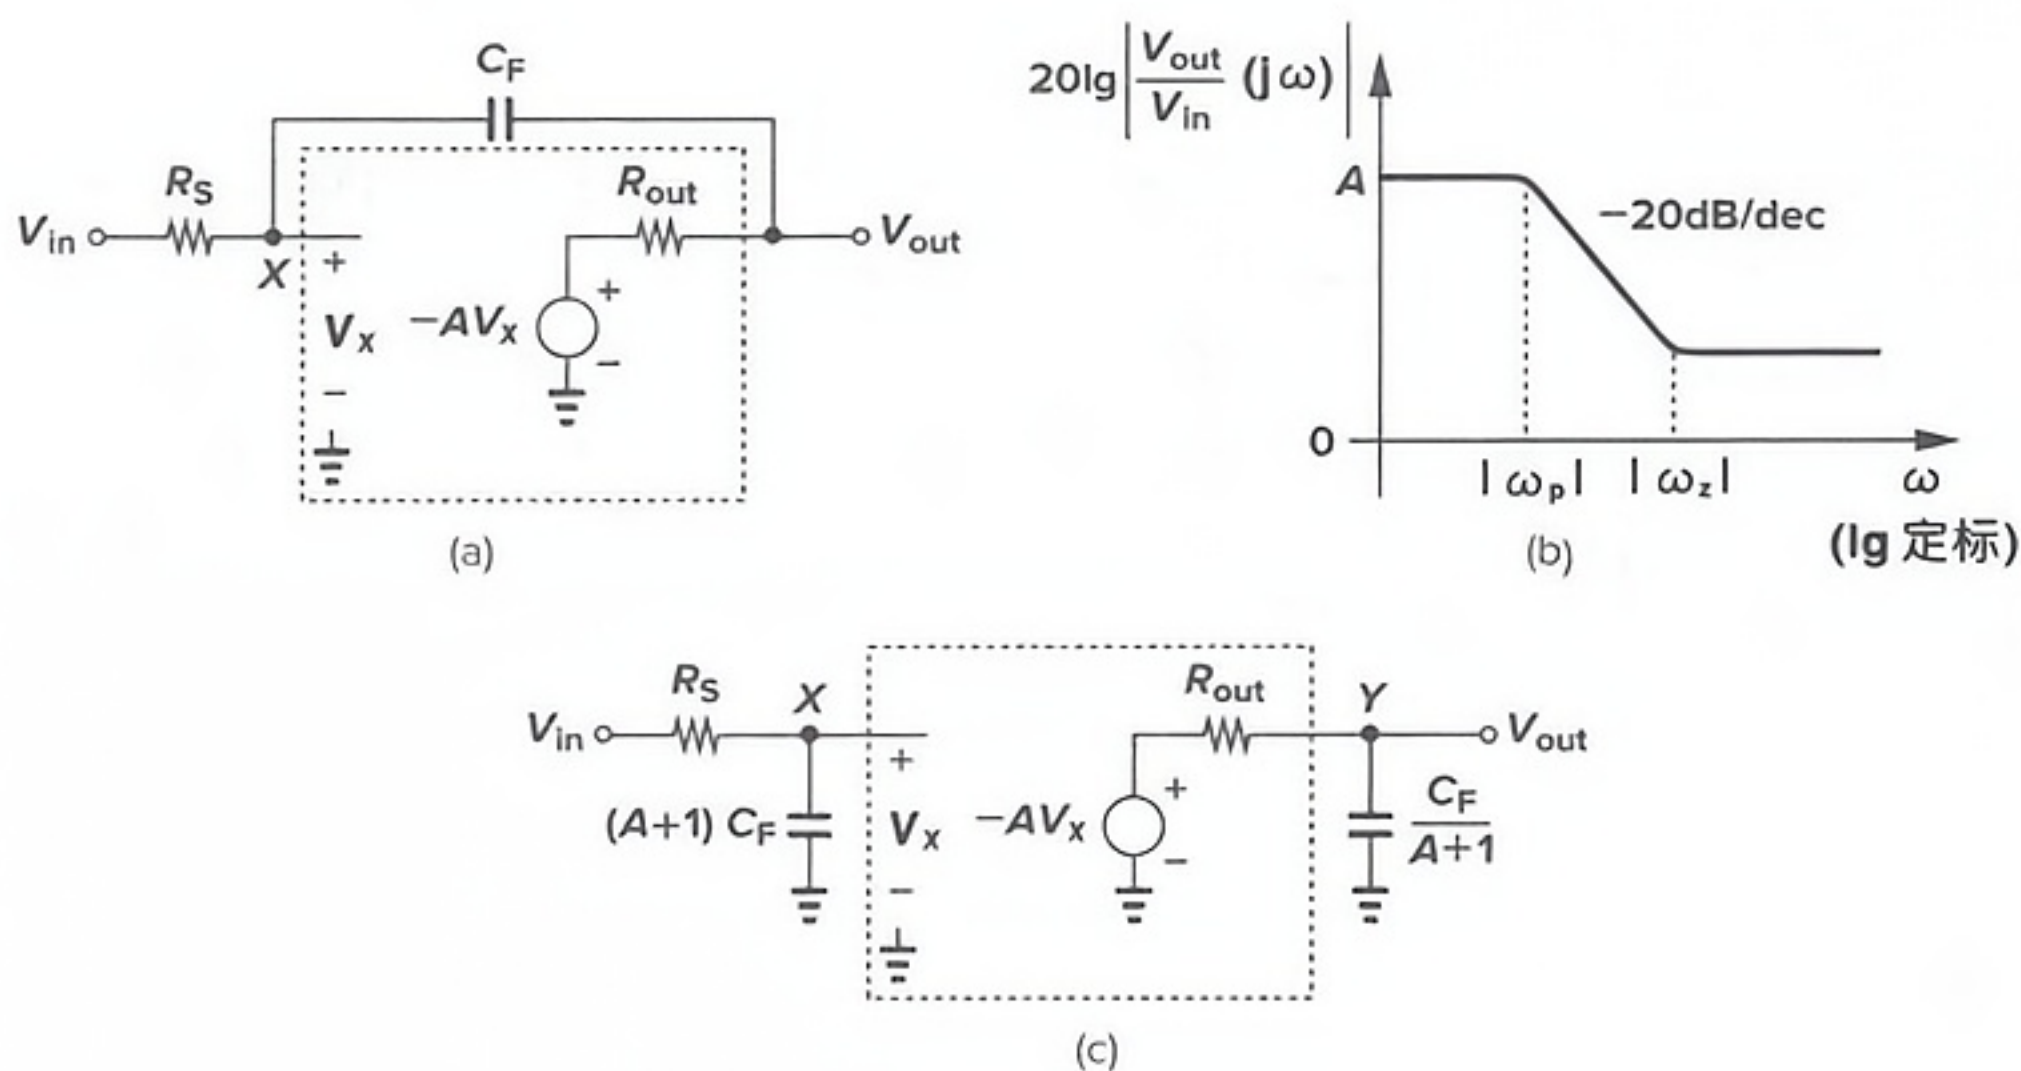 C_F
R_S
R_out
V_in
X
+
V_X
−
−AV_X
+
−
V_out
(a)
20lg|V_out/V_in (jω)|
A
−20dB/dec
0
|ω_p|
|ω_z|
ω
(lg 定标)
(b)
R_S
X
R_out
Y
V_in
V_out
(A+1) C_F
+
V_X
−
−AV_X
+
−
C_F/A+1
(c)